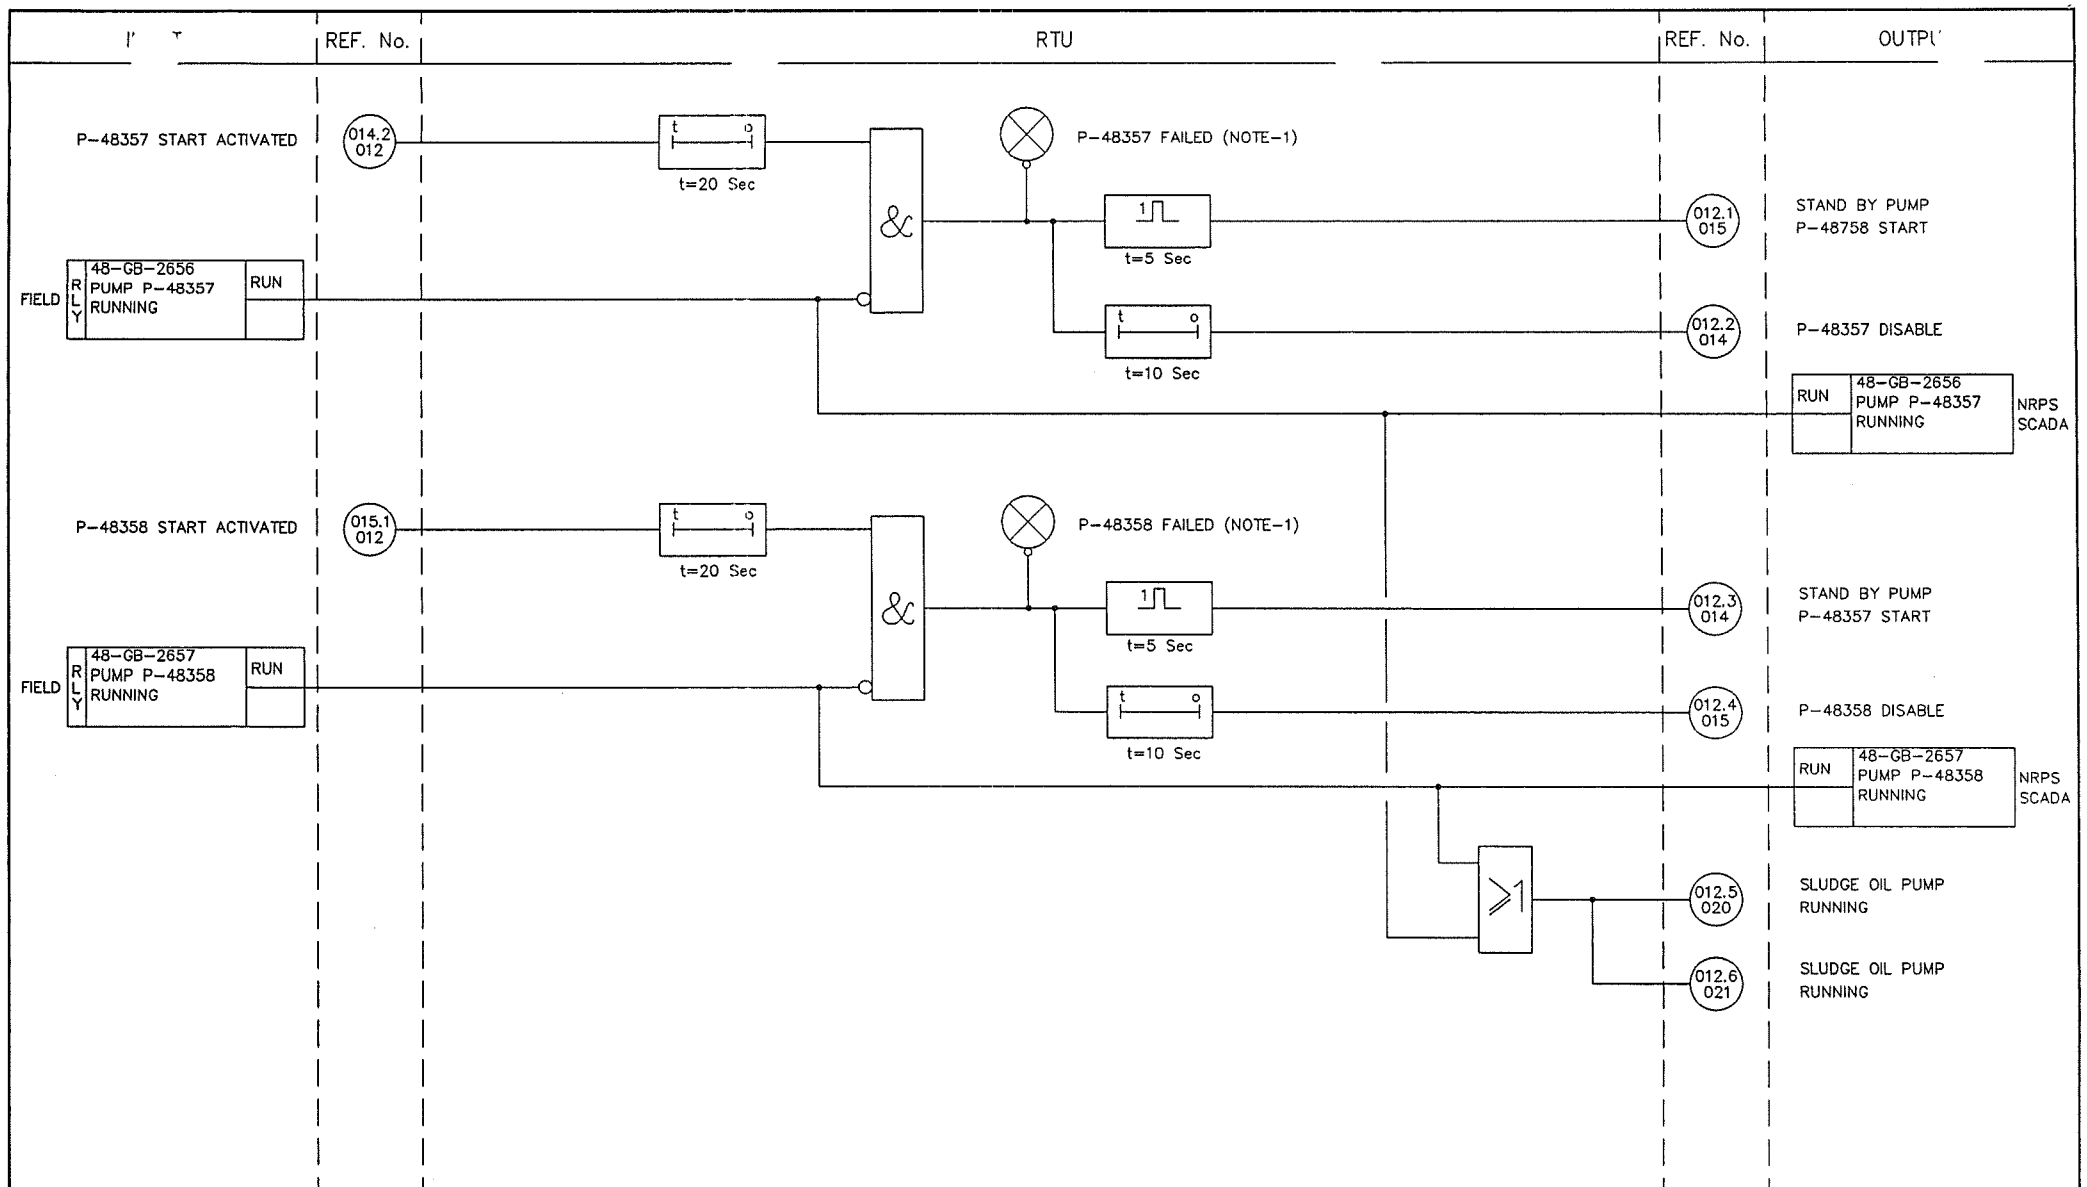 REF. No.
RTU
REF. No.
P-48357 START ACTIVATED
014.2
012
t o
t=20 Sec
&
P-48357 FAILED (NOTE-1)
1
t=5 Sec
012.1
015
STAND BY PUMP
P-48758 START
FIELD
RLY
48-GB-2656
PUMP P-48357
RUNNING
RUN
t o
t=10 Sec
012.2
014
P-48357 DISABLE
RUN
48-GB-2656
PUMP P-48357
RUNNING
NRPS
SCADA
P-48358 START ACTIVATED
015.1
012
t o
t=20 Sec
&
P-48358 FAILED (NOTE-1)
1
t=5 Sec
012.3
014
STAND BY PUMP
P-48357 START
FIELD
RLY
48-GB-2657
PUMP P-48358
RUNNING
RUN
t o
t=10 Sec
012.4
015
P-48358 DISABLE
RUN
48-GB-2657
PUMP P-48358
RUNNING
NRPS
SCADA
≥1
012.5
020
SLUDGE OIL PUMP
RUNNING
012.6
021
SLUDGE OIL PUMP
RUNNING